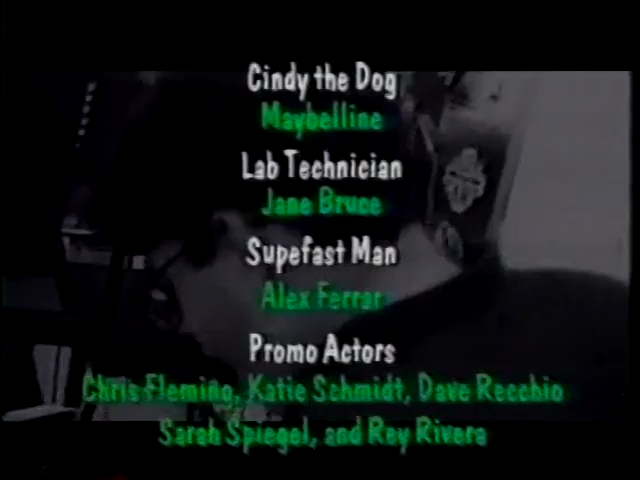 Cindy the Dog
Maybelline
Lab Technician
Jane Bruce
Supefast Man
Alex Ferrar
Promo Actors
Chris Fleming, Katie Schmidt, Dave Recchio
Sarah Spiegel, and Rey Rivera